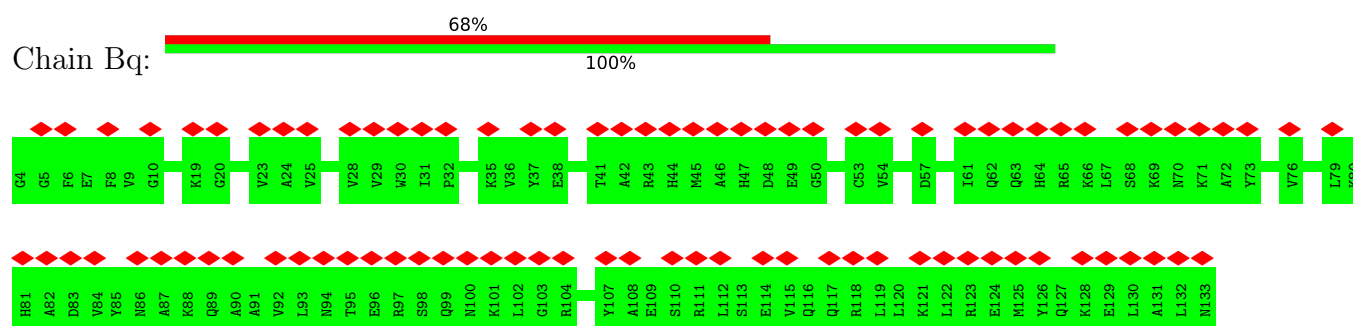 68%
Chain Bq:
100%
G4 G5 F6 E7 F8 V9 G10 K19 G20 V23 A24 V25 V28 V29 W30 I31 P32 K35 V36 Y37 E38 T41 A42 R43 H44 M45 A46 H47 D48 E49 G50 C53 V54 D57 I61 Q62 Q63 H64 R65 K66 L67 S68 K69 N70 K71 A72 Y73 V76 L79
H81 A82 D83 V84 Y85 N86 A87 K88 Q89 A90 A91 V92 L93 N94 T95 E96 R97 S98 Q99 N100 K101 L102 G103 R104 Y107 A108 E109 S110 R111 L112 S113 E114 V115 Q116 Q117 R118 L119 L120 K121 L122 R123 E124 M125 Y126 Q127 K128 E129 L130 A131 L132 N133